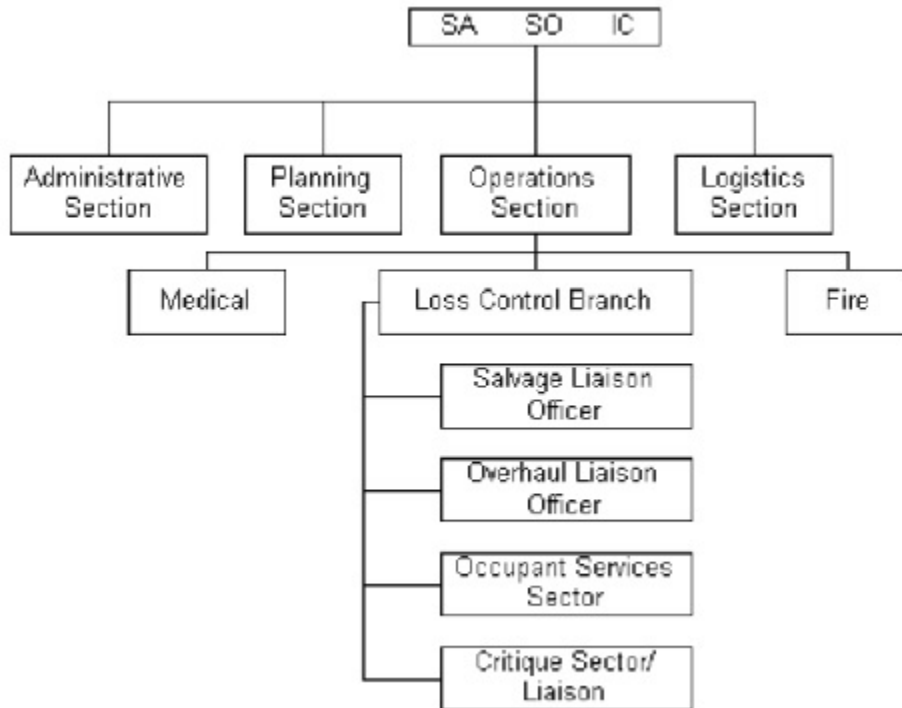 SA SO IC
Administrative
Section
Planning
Section
Operations
Section
Logistics
Section
Medical
Loss Control Branch
Fire
Salvage Liaison
Officer
Overhaul Liaison
Officer
Occupant Services
Sector
Critique Sector/
Liaison